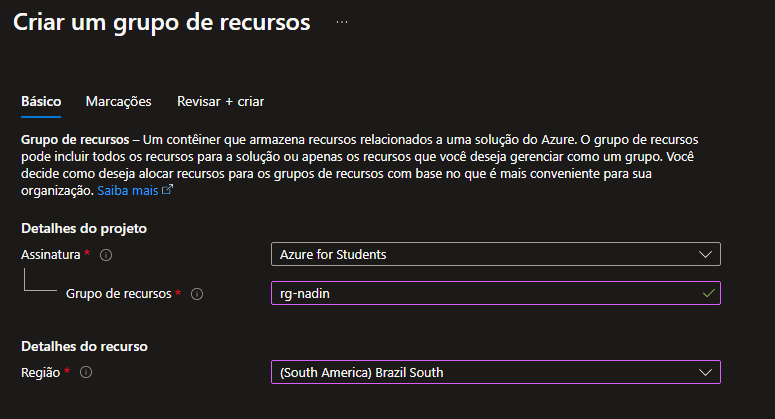 Criar um grupo de recursos ...
Básico Marcações Revisar + criar
Grupo de recursos – Um contêiner que armazena recursos relacionados a uma solução do Azure. O grupo de recursos
pode incluir todos os recursos para a solução ou apenas os recursos que você deseja gerenciar como um grupo. Você
decide como deseja alocar recursos para os grupos de recursos com base no que é mais conveniente para sua
organização. Saiba mais
Detalhes do projeto
Assinatura * Azure for Students
Grupo de recursos * rg-nadin
Detalhes do recurso
Região * (South America) Brazil South